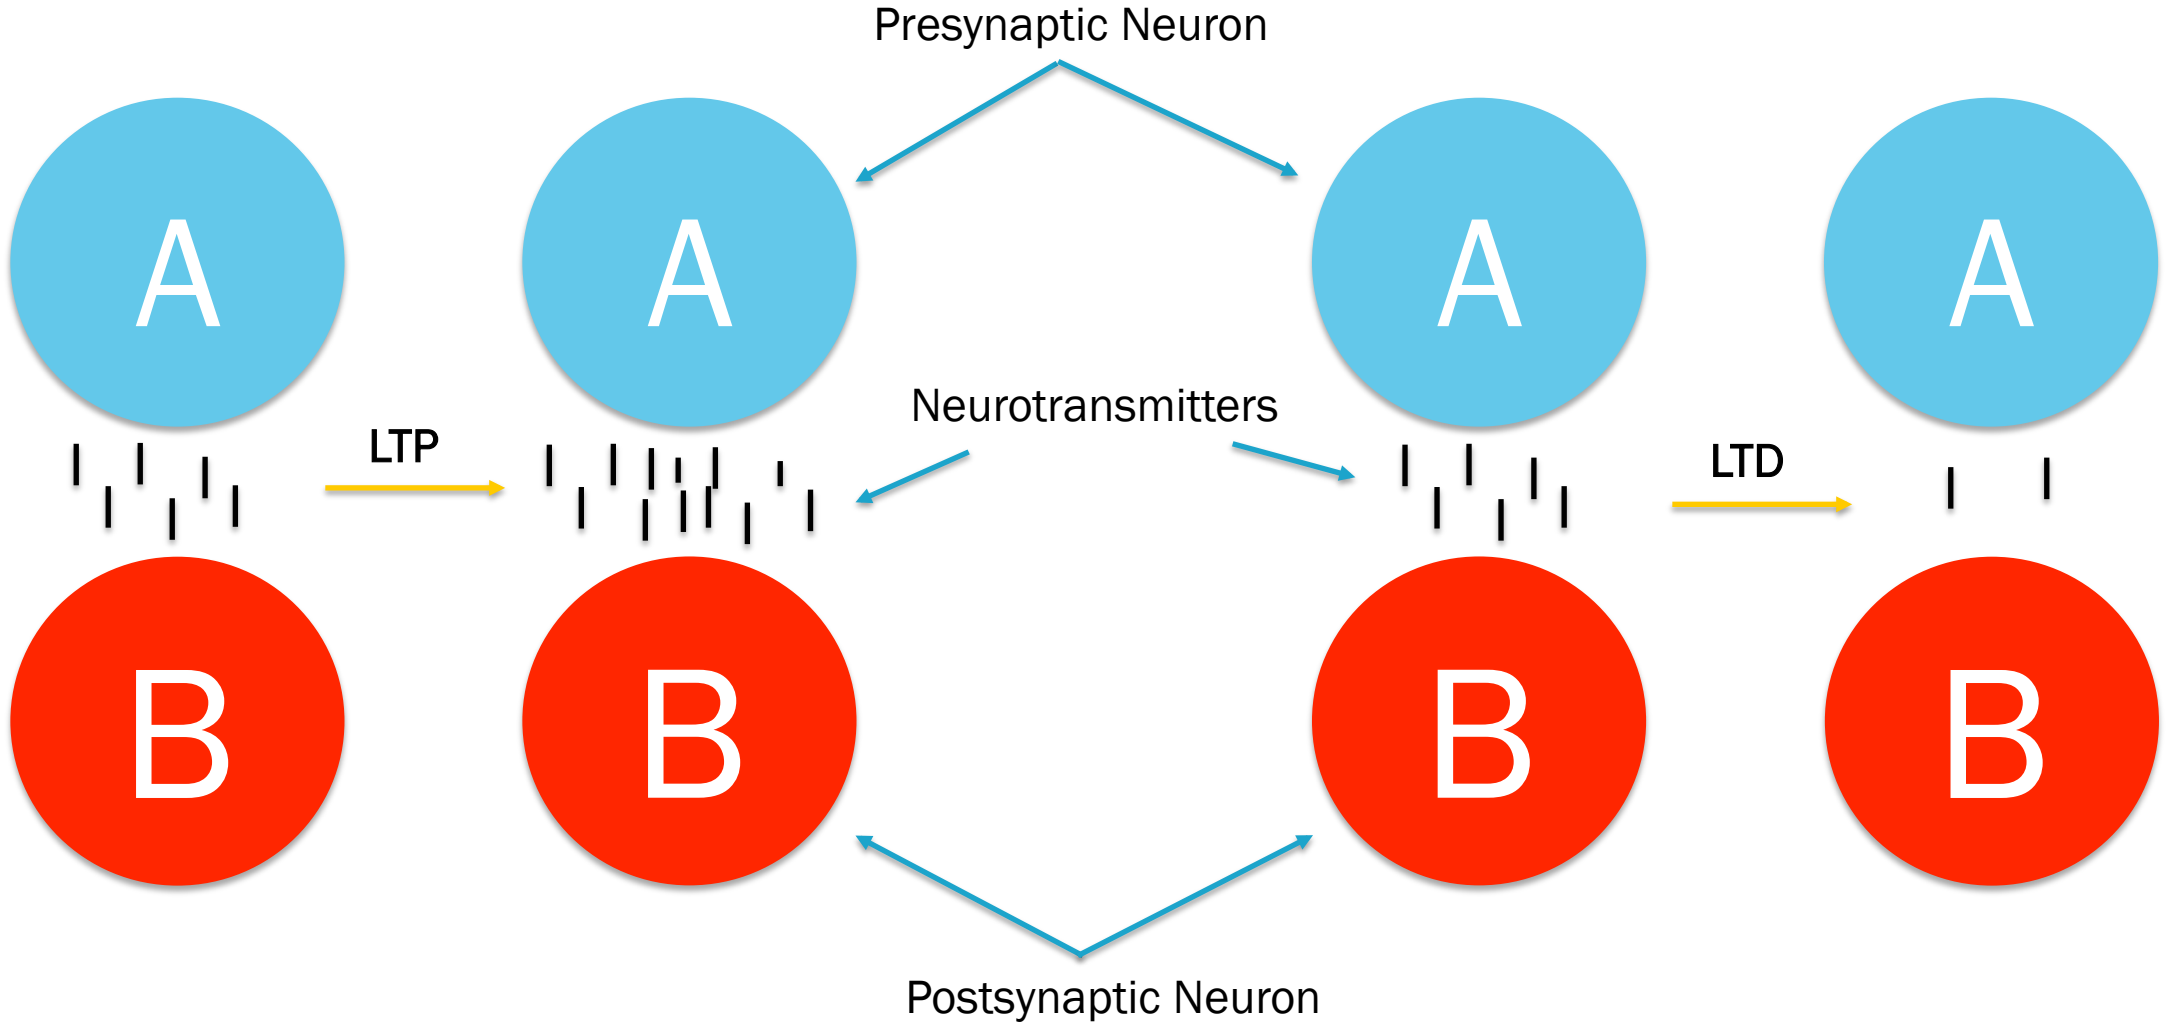 Presynaptic Neuron
A
A
A
A
Neurotransmitters
LTP
LTD
B
B
B
B
Postsynaptic Neuron